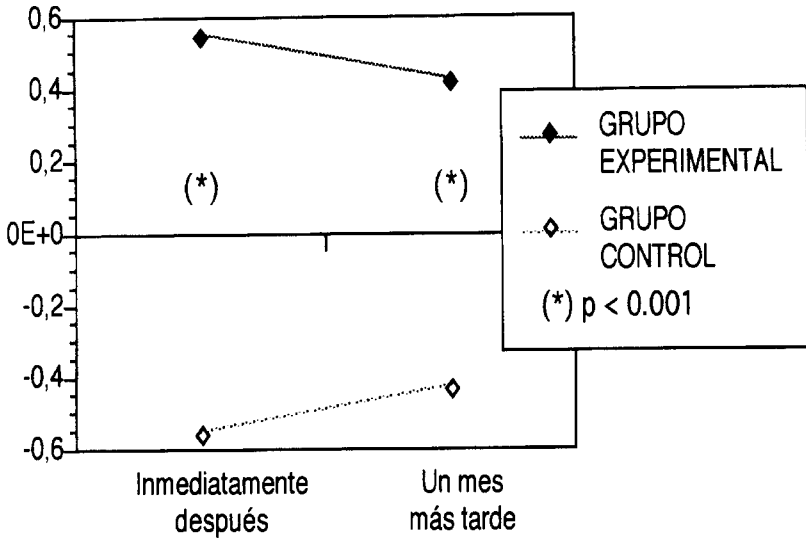 0,6
0,4
0,2
0E+0
-0,2
-0,4
-0,6
(*)
(*)
Inmediatamente
después
Un mes
más tarde
GRUPO
EXPERIMENTAL
GRUPO
CONTROL
(*) p < 0.001